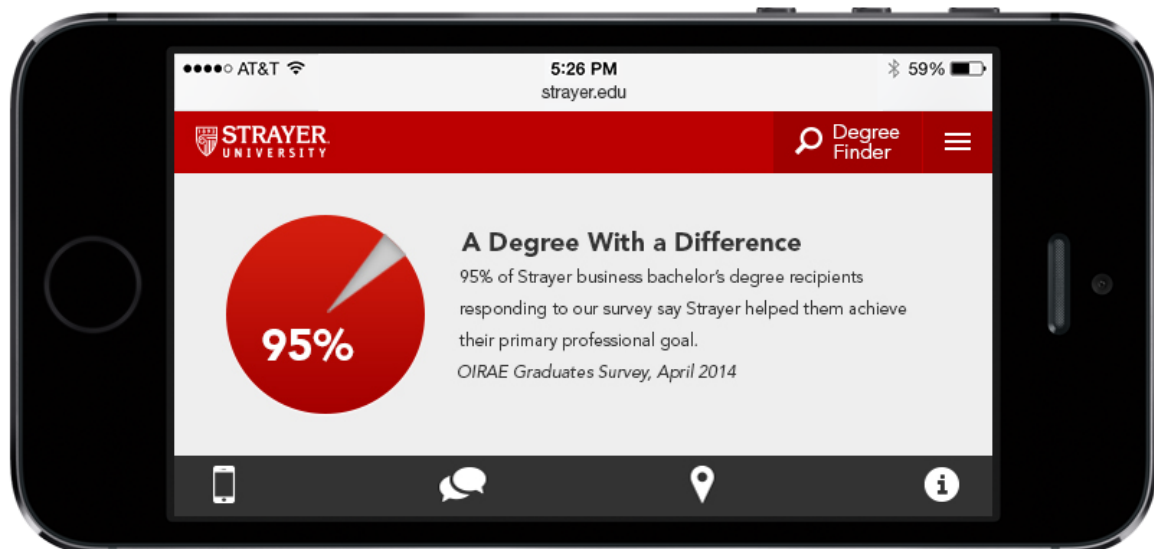 AT&T 5:26 PM 59%
strayer.edu
STRAYER
UNIVERSITY
Degree
Finder
A Degree With a Difference
95% of Strayer business bachelor's degree recipients
responding to our survey say Strayer helped them achieve
their primary professional goal.
OIRAE Graduates Survey, April 2014
95%